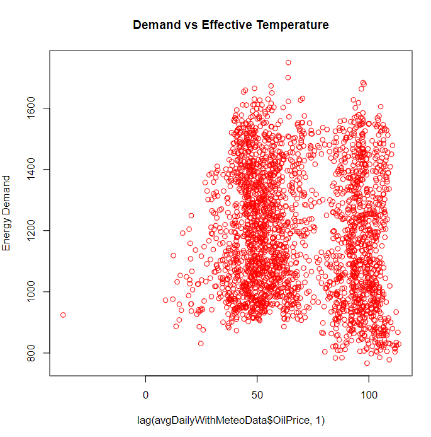 Demand vs Effective Temperature
Energy Demand
1600
1400
1200
1000
800
0 50 100
lag(avgDailyWithMeteoData$OilPrice, 1)